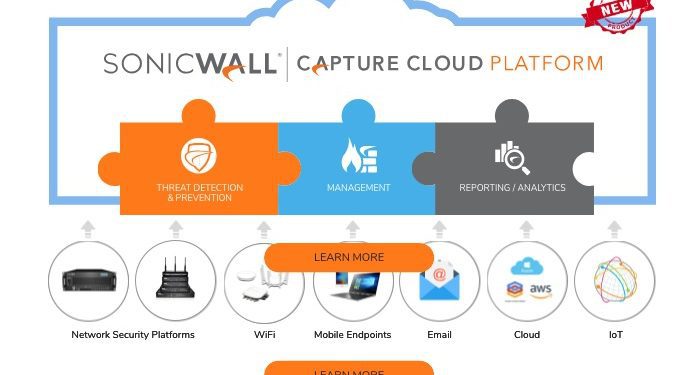 NEW
PRODUCT
SONICWALL® | CAPTURE CLOUD PLATFORM
THREAT DETECTION
& PREVENTION
MANAGEMENT
REPORTING / ANALYTICS
LEARN MORE
@
aws
Network Security Platforms
WiFi
Mobile Endpoints
Email
Cloud
IoT
LEARN MORE